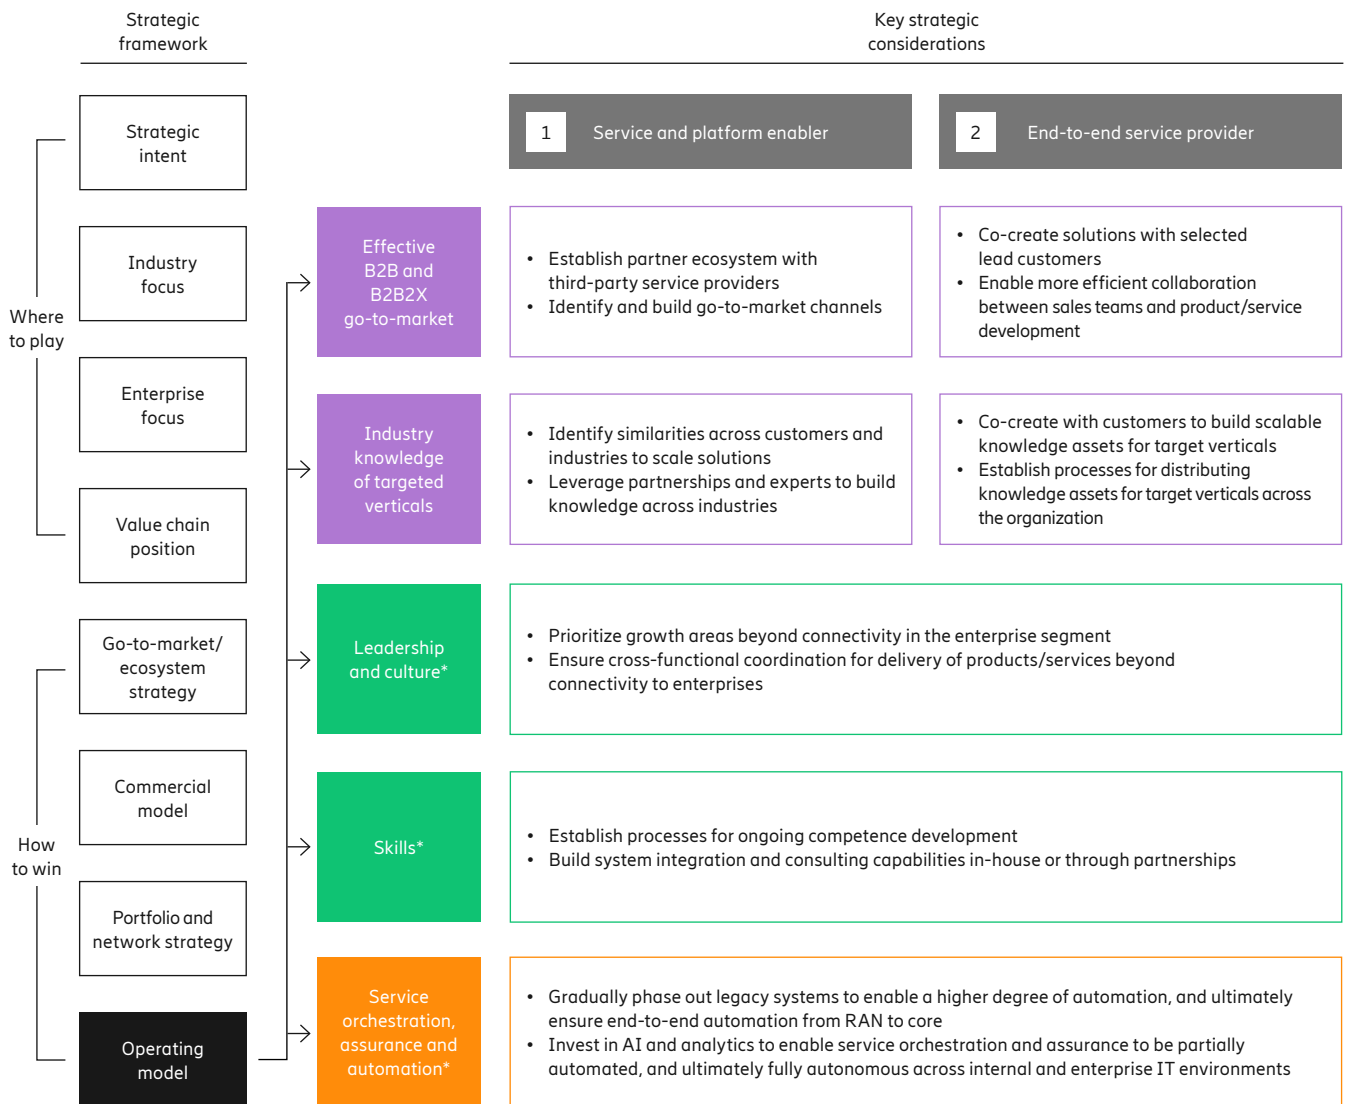 Strategic
framework
Key strategic
considerations
Where
to play
How
to win
Strategic
intent
Industry
focus
Enterprise
focus
Value chain
position
Go-to-market/
ecosystem
strategy
Commercial
model
Portfolio and
network strategy
Operating
model
1 Service and platform enabler
2 End-to-end service provider
Effective
B2B and
B2B2X
go-to-market
• Establish partner ecosystem with
third-party service providers
• Identify and build go-to-market channels
• Co-create solutions with selected
lead customers
• Enable more efficient collaboration
between sales teams and product/service
development
Industry
knowledge
of targeted
verticals
• Identify similarities across customers and
industries to scale solutions
• Leverage partnerships and experts to build
knowledge across industries
• Co-create with customers to build scalable
knowledge assets for target verticals
• Establish processes for distributing
knowledge assets for target verticals across
the organization
Leadership
and culture*
• Prioritize growth areas beyond connectivity in the enterprise segment
• Ensure cross-functional coordination for delivery of products/services beyond
connectivity to enterprises
Skills*
• Establish processes for ongoing competence development
• Build system integration and consulting capabilities in-house or through partnerships
Service
orchestration,
assurance and
automation*
• Gradually phase out legacy systems to enable a higher degree of automation, and ultimately
ensure end-to-end automation from RAN to core
• Invest in AI and analytics to enable service orchestration and assurance to be partially
automated, and ultimately fully autonomous across internal and enterprise IT environments